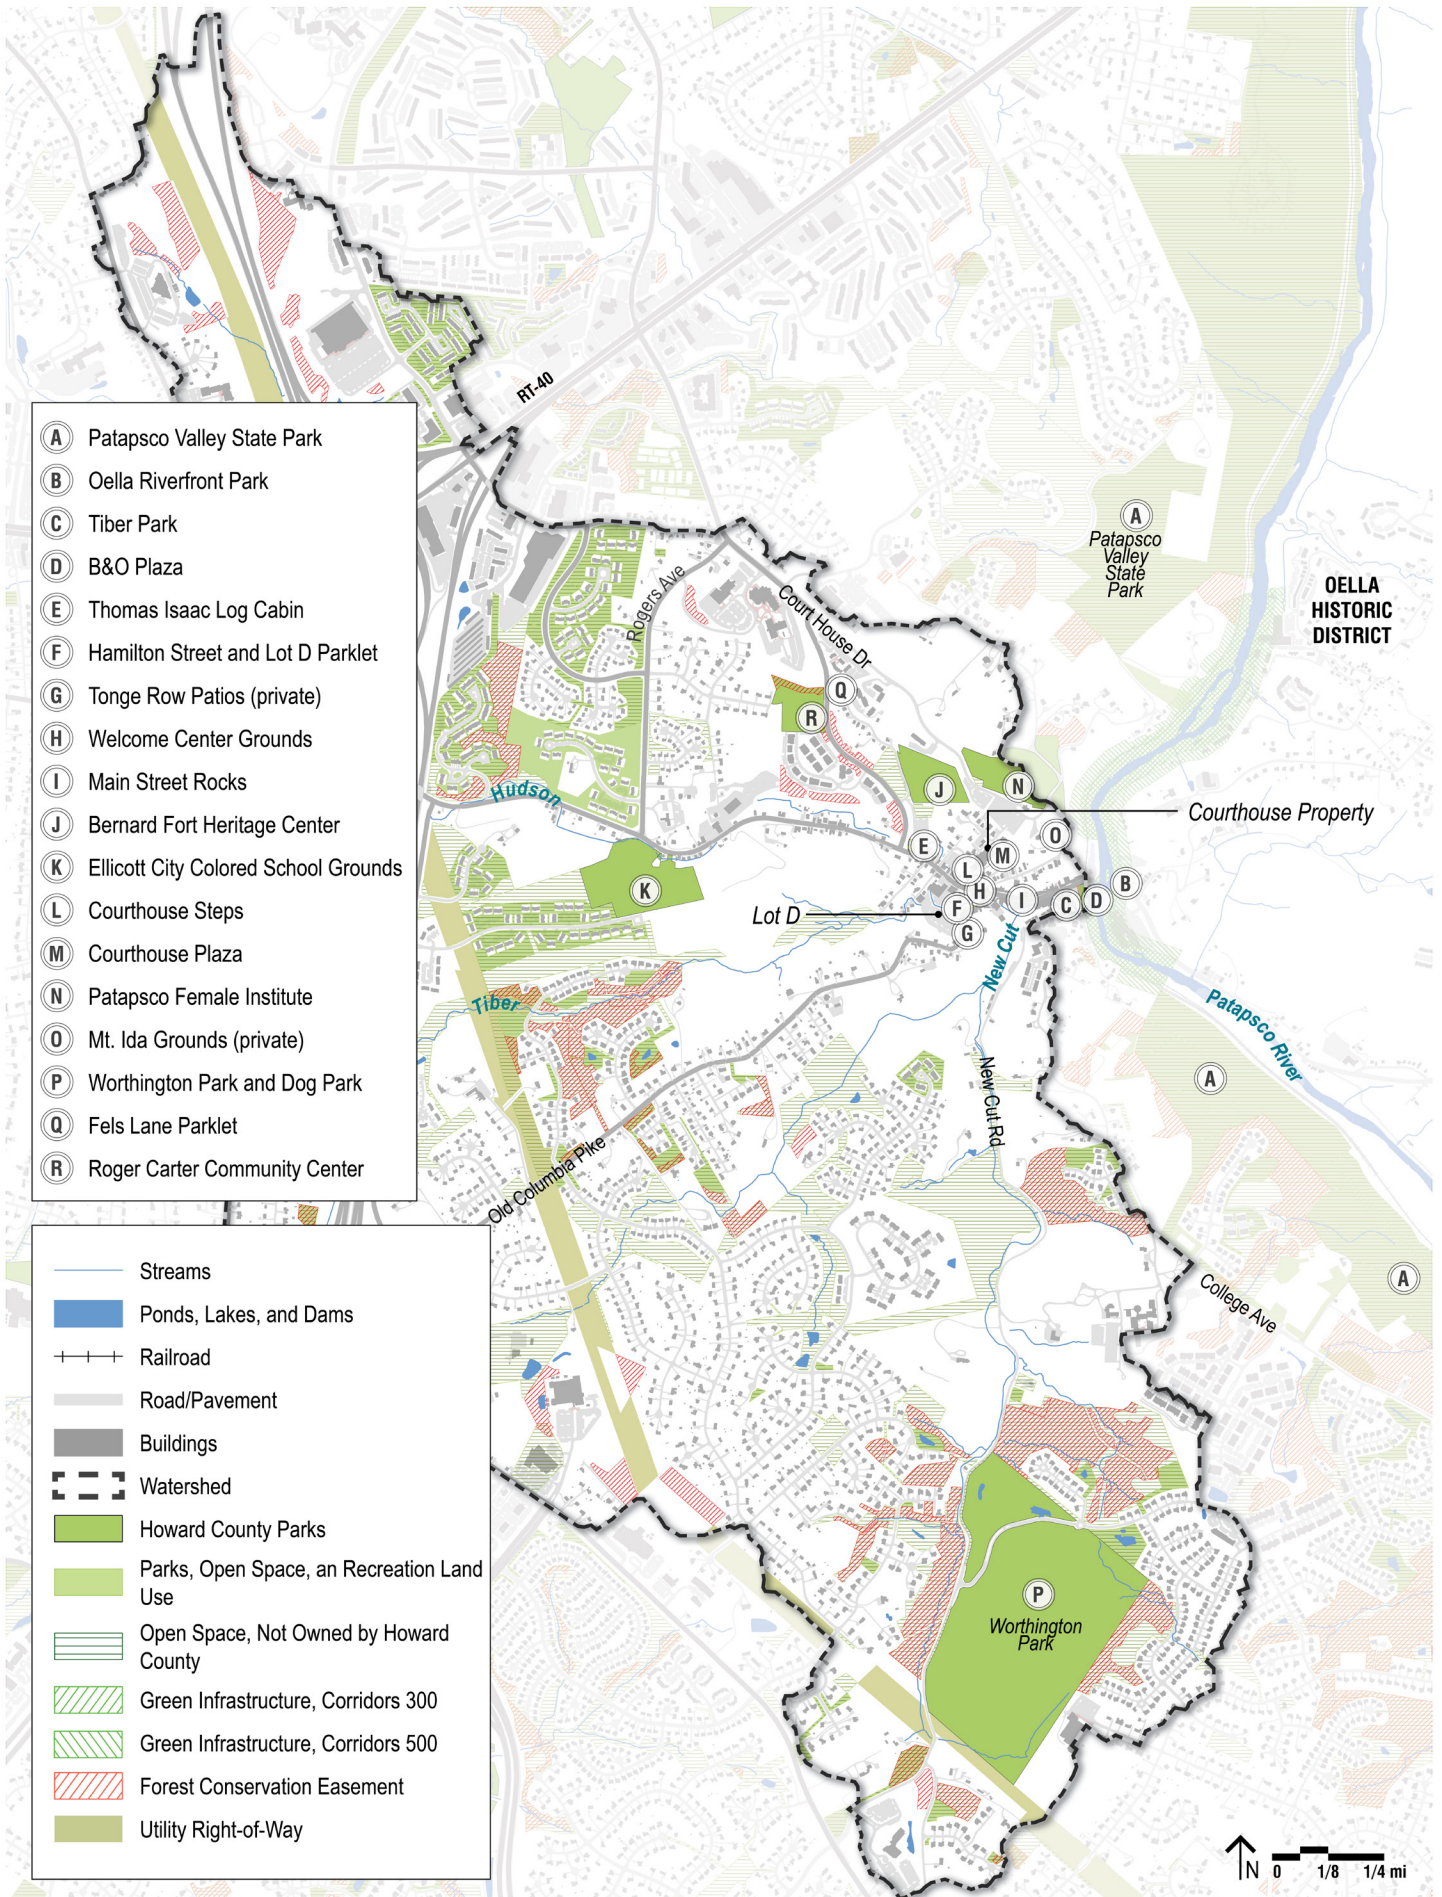 RT-40
A Patapsco Valley State Park
B Oella Riverfront Park
C Tiber Park
D B&O Plaza
E Thomas Isaac Log Cabin
F Hamilton Street and Lot D Parklet
G Tonge Row Patios (private)
H Welcome Center Grounds
I Main Street Rocks
J Bernard Fort Heritage Center
K Ellicott City Colored School Grounds
L Courthouse Steps
M Courthouse Plaza
N Patapsco Female Institute
O Mt. Ida Grounds (private)
P Worthington Park and Dog Park
Q Fels Lane Parklet
R Roger Carter Community Center
A
Patapsco
Valley
State
Park
OELLA
HISTORIC
DISTRICT
Rogers Ave
Court House Dr
Q
R
Hudson
J
N
Courthouse Property
O
E
M
L
H
K
B
I
C
D
F
Lot D
G
New Cut
Tiber
Patapsco River
A
New Cut Rd
Old Columbia Pike
A
College Ave
P
Worthington
Park
Streams
Ponds, Lakes, and Dams
Railroad
Road/Pavement
Buildings
Watershed
Howard County Parks
Parks, Open Space, an Recreation Land
Use
Open Space, Not Owned by Howard
County
Green Infrastructure, Corridors 300
Green Infrastructure, Corridors 500
Forest Conservation Easement
Utility Right-of-Way
N 0 1/8 1/4 mi